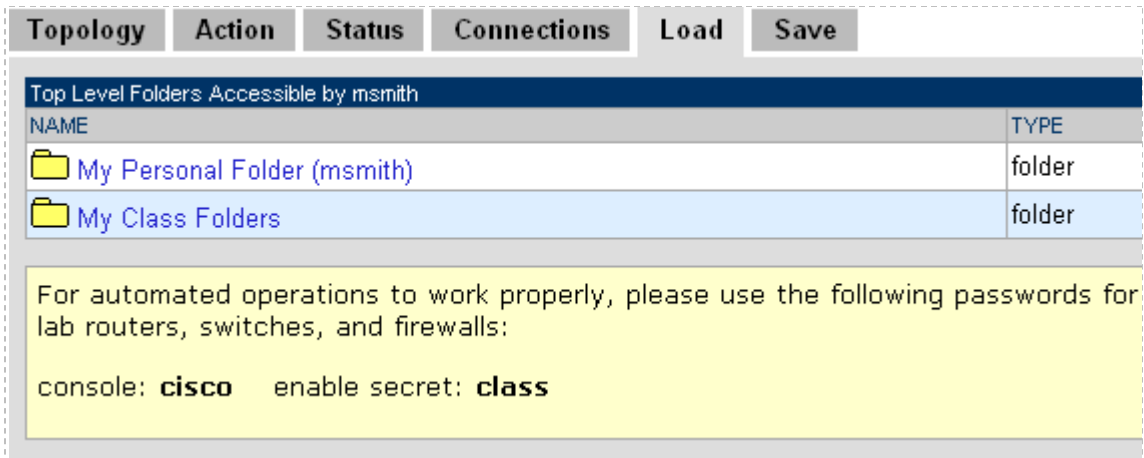 Topology Action Status Connections Load Save
Top Level Folders Accessible by msmith
NAME TYPE
My Personal Folder (msmith) folder
My Class Folders folder
For automated operations to work properly, please use the following passwords for
lab routers, switches, and firewalls:
console: cisco enable secret: class